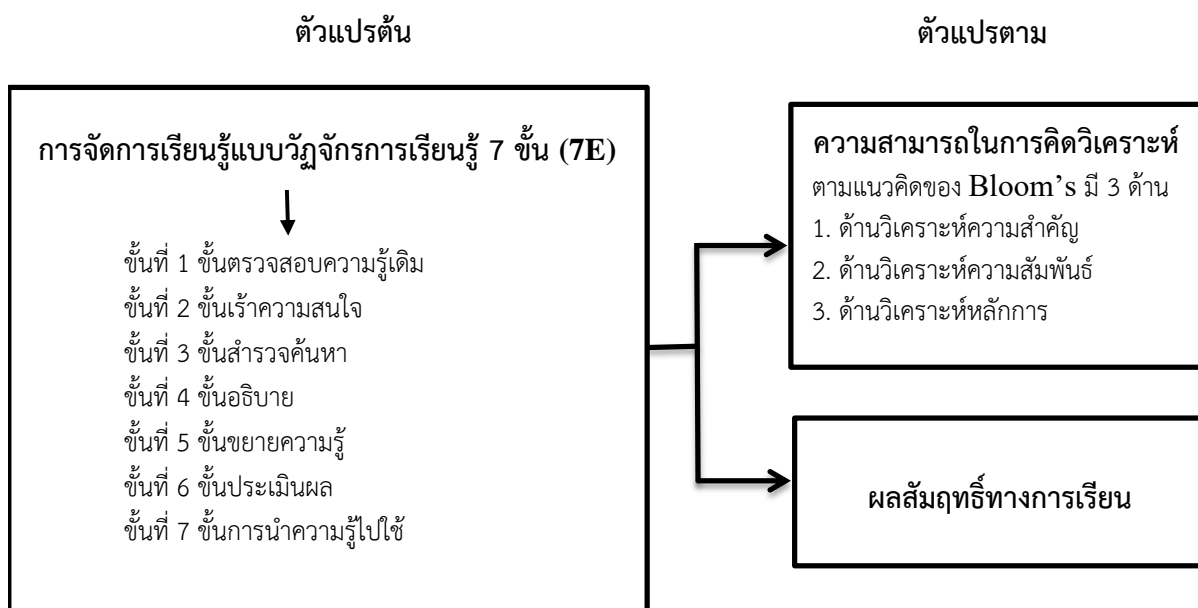 ตัวแปรต้น
ตัวแปรตาม
การจัดการเรียนรู้แบบวัฏจักรการเรียนรู้ 7 ขั้น (7E)
ขั้นที่ 1 ขั้นตรวจสอบความรู้เดิม
ขั้นที่ 2 ขั้นเร้าความสนใจ
ขั้นที่ 3 ขั้นสำรวจค้นหา
ขั้นที่ 4 ขั้นอธิบาย
ขั้นที่ 5 ขั้นขยายความรู้
ขั้นที่ 6 ขั้นประเมินผล
ขั้นที่ 7 ขั้นการนำความรู้ไปใช้
ความสามารถในการคิดวิเคราะห์
ตามแนวคิดของ Bloom’s มี 3 ด้าน
1. ด้านวิเคราะห์ความสำคัญ
2. ด้านวิเคราะห์ความสัมพันธ์
3. ด้านวิเคราะห์หลักการ
ผลสัมฤทธิ์ทางการเรียน